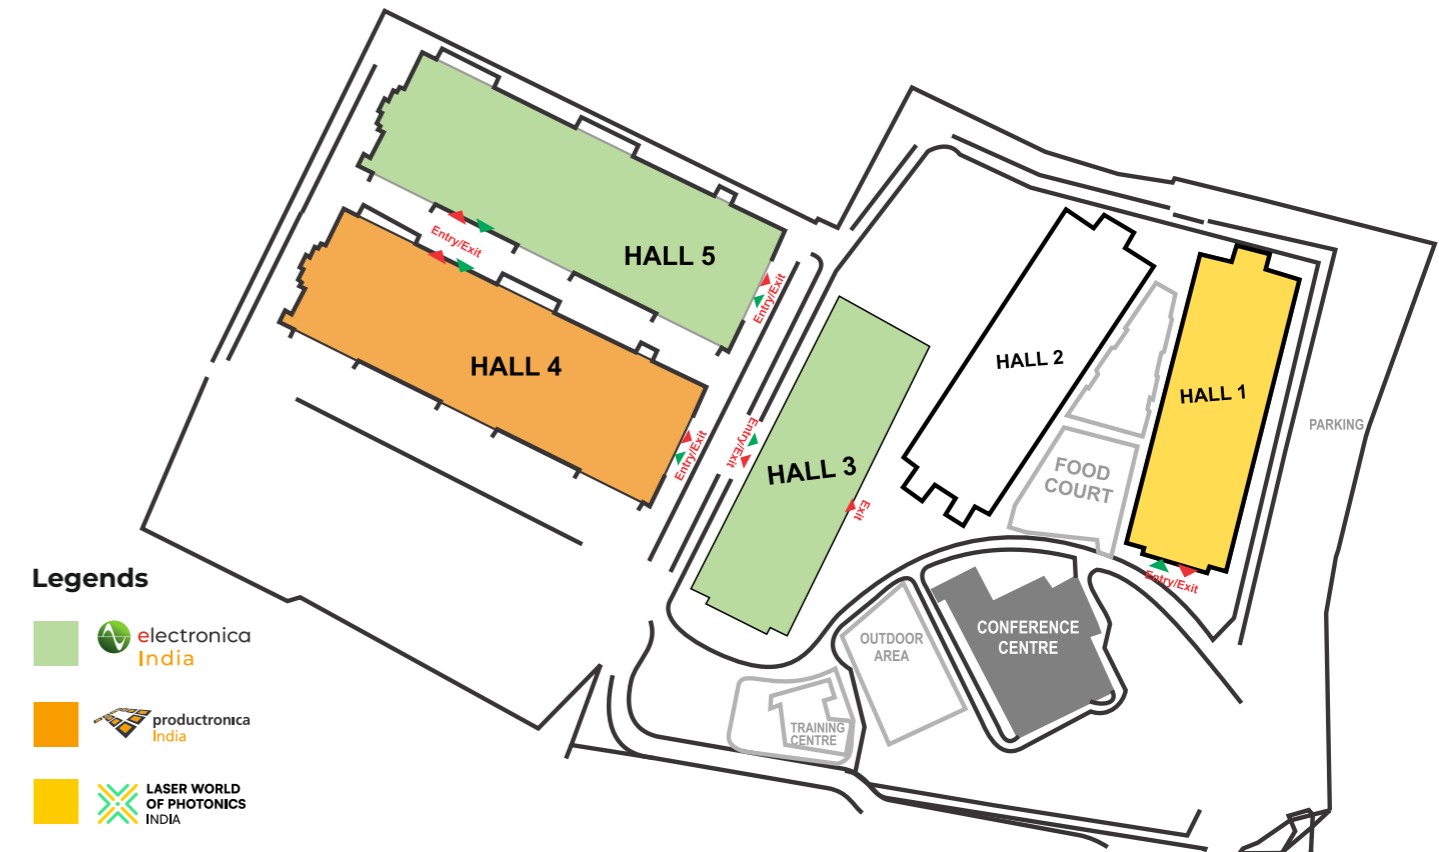 HALL 5
Entry/Exit
Entry/Exit
HALL 4
Entry/Exit
Entry/Exit
HALL 3
Exit
HALL 2
HALL 1
PARKING
FOOD
COURT
Entry/Exit
CONFERENCE
CENTRE
OUTDOOR
AREA
TRAINING
CENTRE
Legends
electronica
India
productronica
India
LASER WORLD
OF PHOTONICS
INDIA